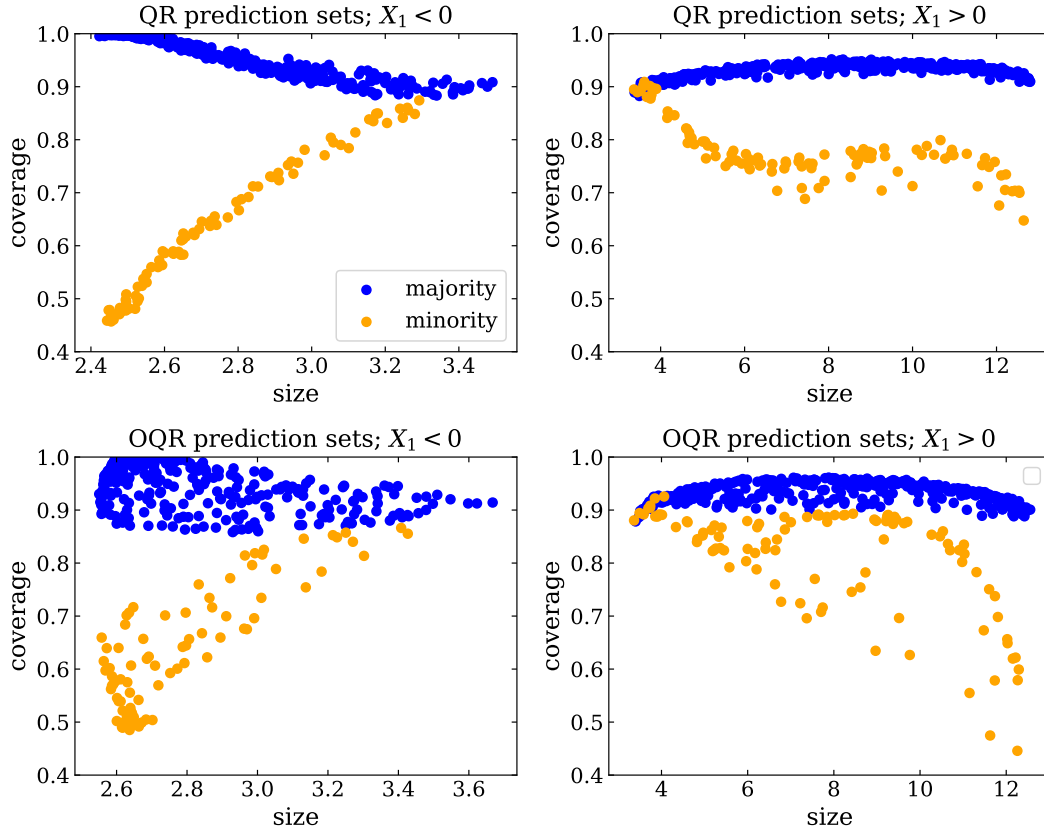 QR prediction sets; X₁ < 0
1.0
0.9
0.8
0.7
0.6
0.5
0.4
coverage
majority
minority
2.4 2.6 2.8 3.0 3.2 3.4
size
QR prediction sets; X₁ > 0
1.0
0.9
0.8
0.7
0.6
0.5
0.4
coverage
4 6 8 10 12
size
OQR prediction sets; X₁ < 0
1.0
0.9
0.8
0.7
0.6
0.5
0.4
coverage
2.6 2.8 3.0 3.2 3.4 3.6
size
OQR prediction sets; X₁ > 0
1.0
0.9
0.8
0.7
0.6
0.5
0.4
coverage
4 6 8 10 12
size